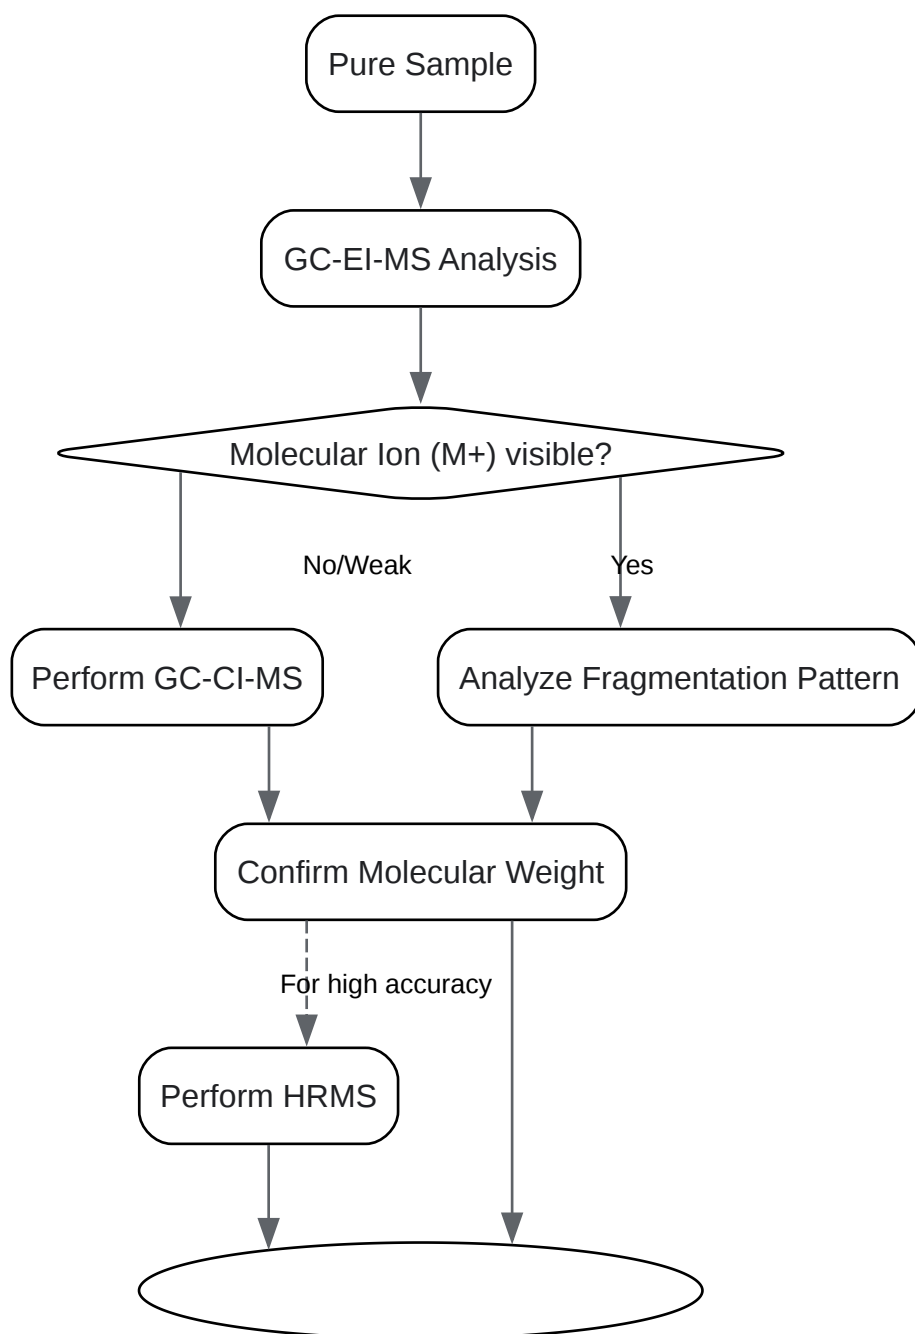 Pure Sample
GC-EI-MS Analysis
Molecular Ion (M+) visible?
No/Weak
Yes
Perform GC-CI-MS
Analyze Fragmentation Pattern
Confirm Molecular Weight
For high accuracy
Perform HRMS